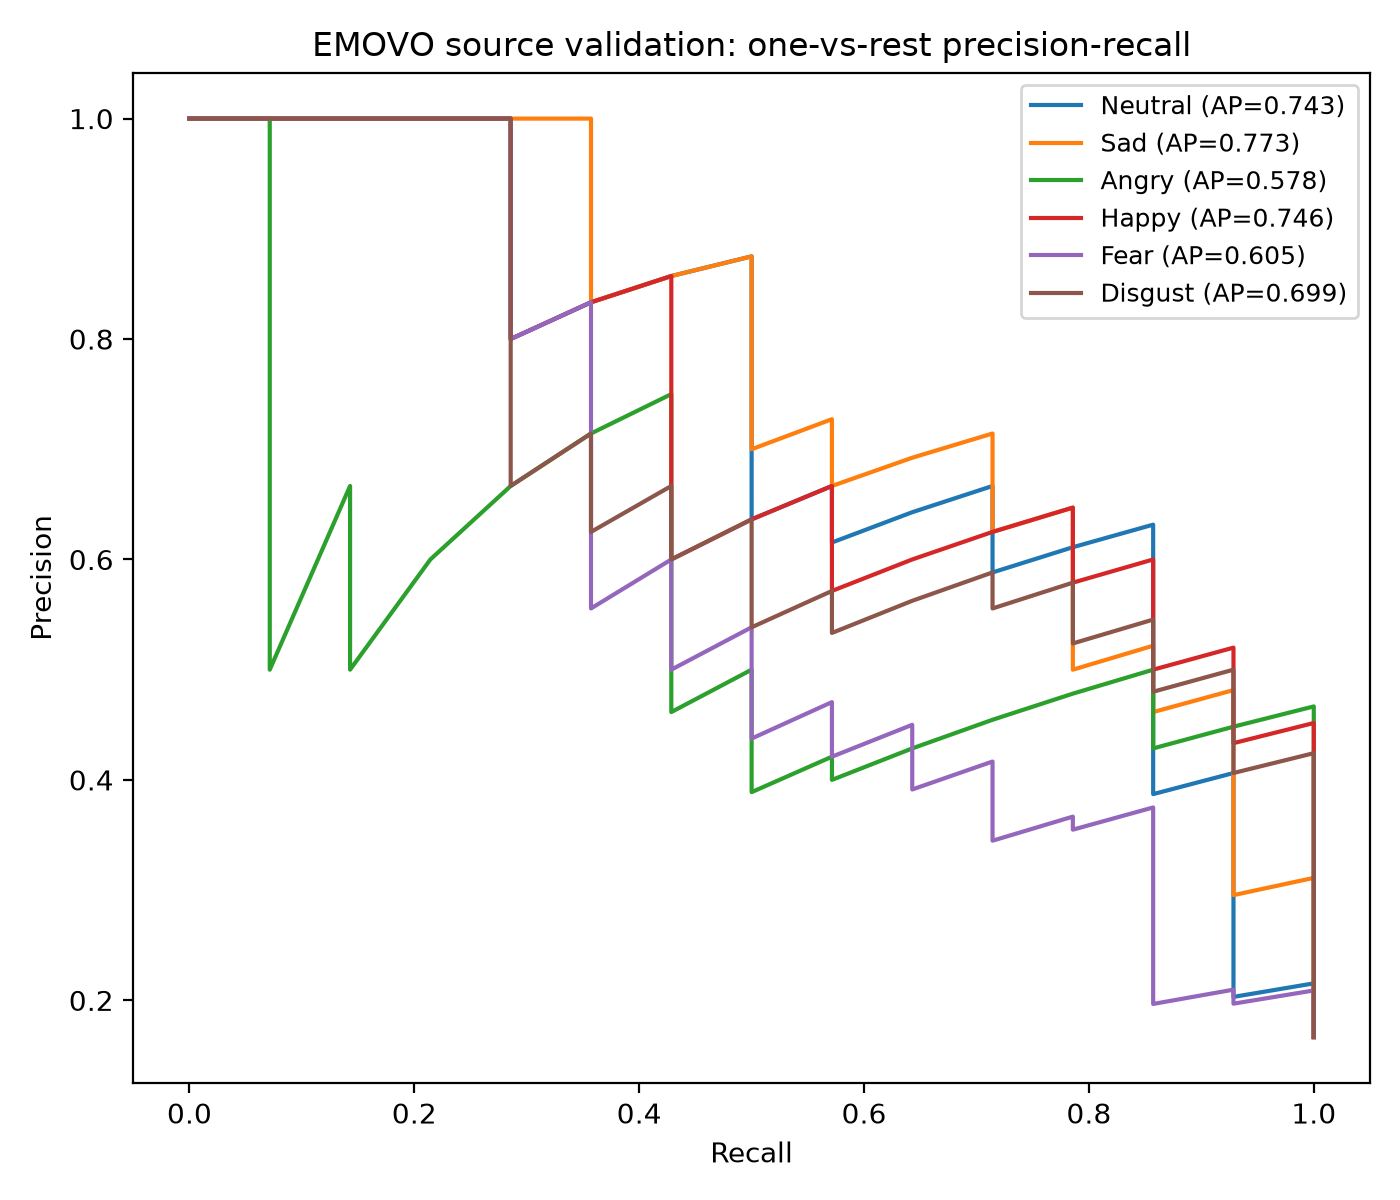 EMOVO source validation: one-vs-rest precision-recall
Neutral (AP=0.743)
Sad (AP=0.773)
Angry (AP=0.578)
Happy (AP=0.746)
Fear (AP=0.605)
Disgust (AP=0.699)
1.0
0.8
0.6
0.4
0.2
Precision
0.0 0.2 0.4 0.6 0.8 1.0
Recall